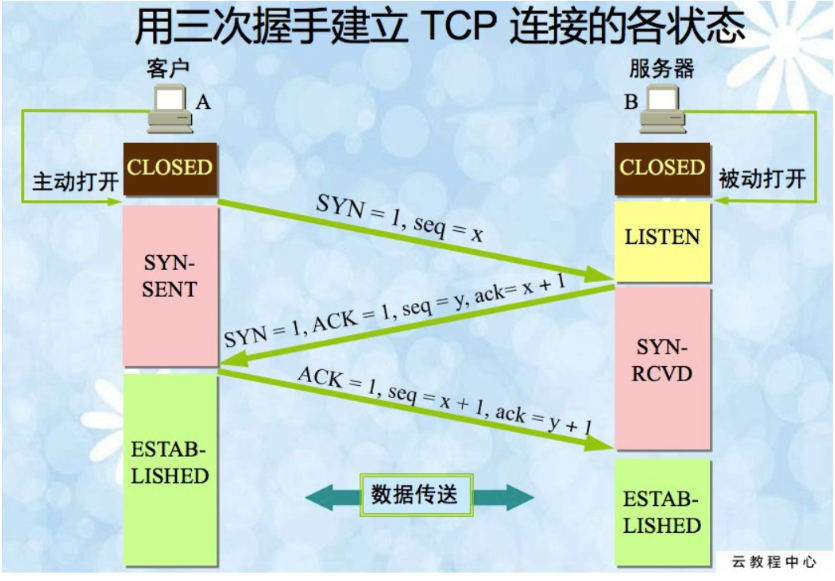 用三次握手建立 TCP 连接的各状态
客户
服务器
A
B
CLOSED
CLOSED
主动打开
被动打开
SYN = 1, seq = x
LISTEN
SYN-
SENT
SYN = 1, ACK = 1, seq = y, ack= x + 1
SYN-
RCVD
ACK = 1, seq = x + 1, ack = y + 1
ESTAB-
LISHED
数据传送
ESTAB-
LISHED
云教程中心